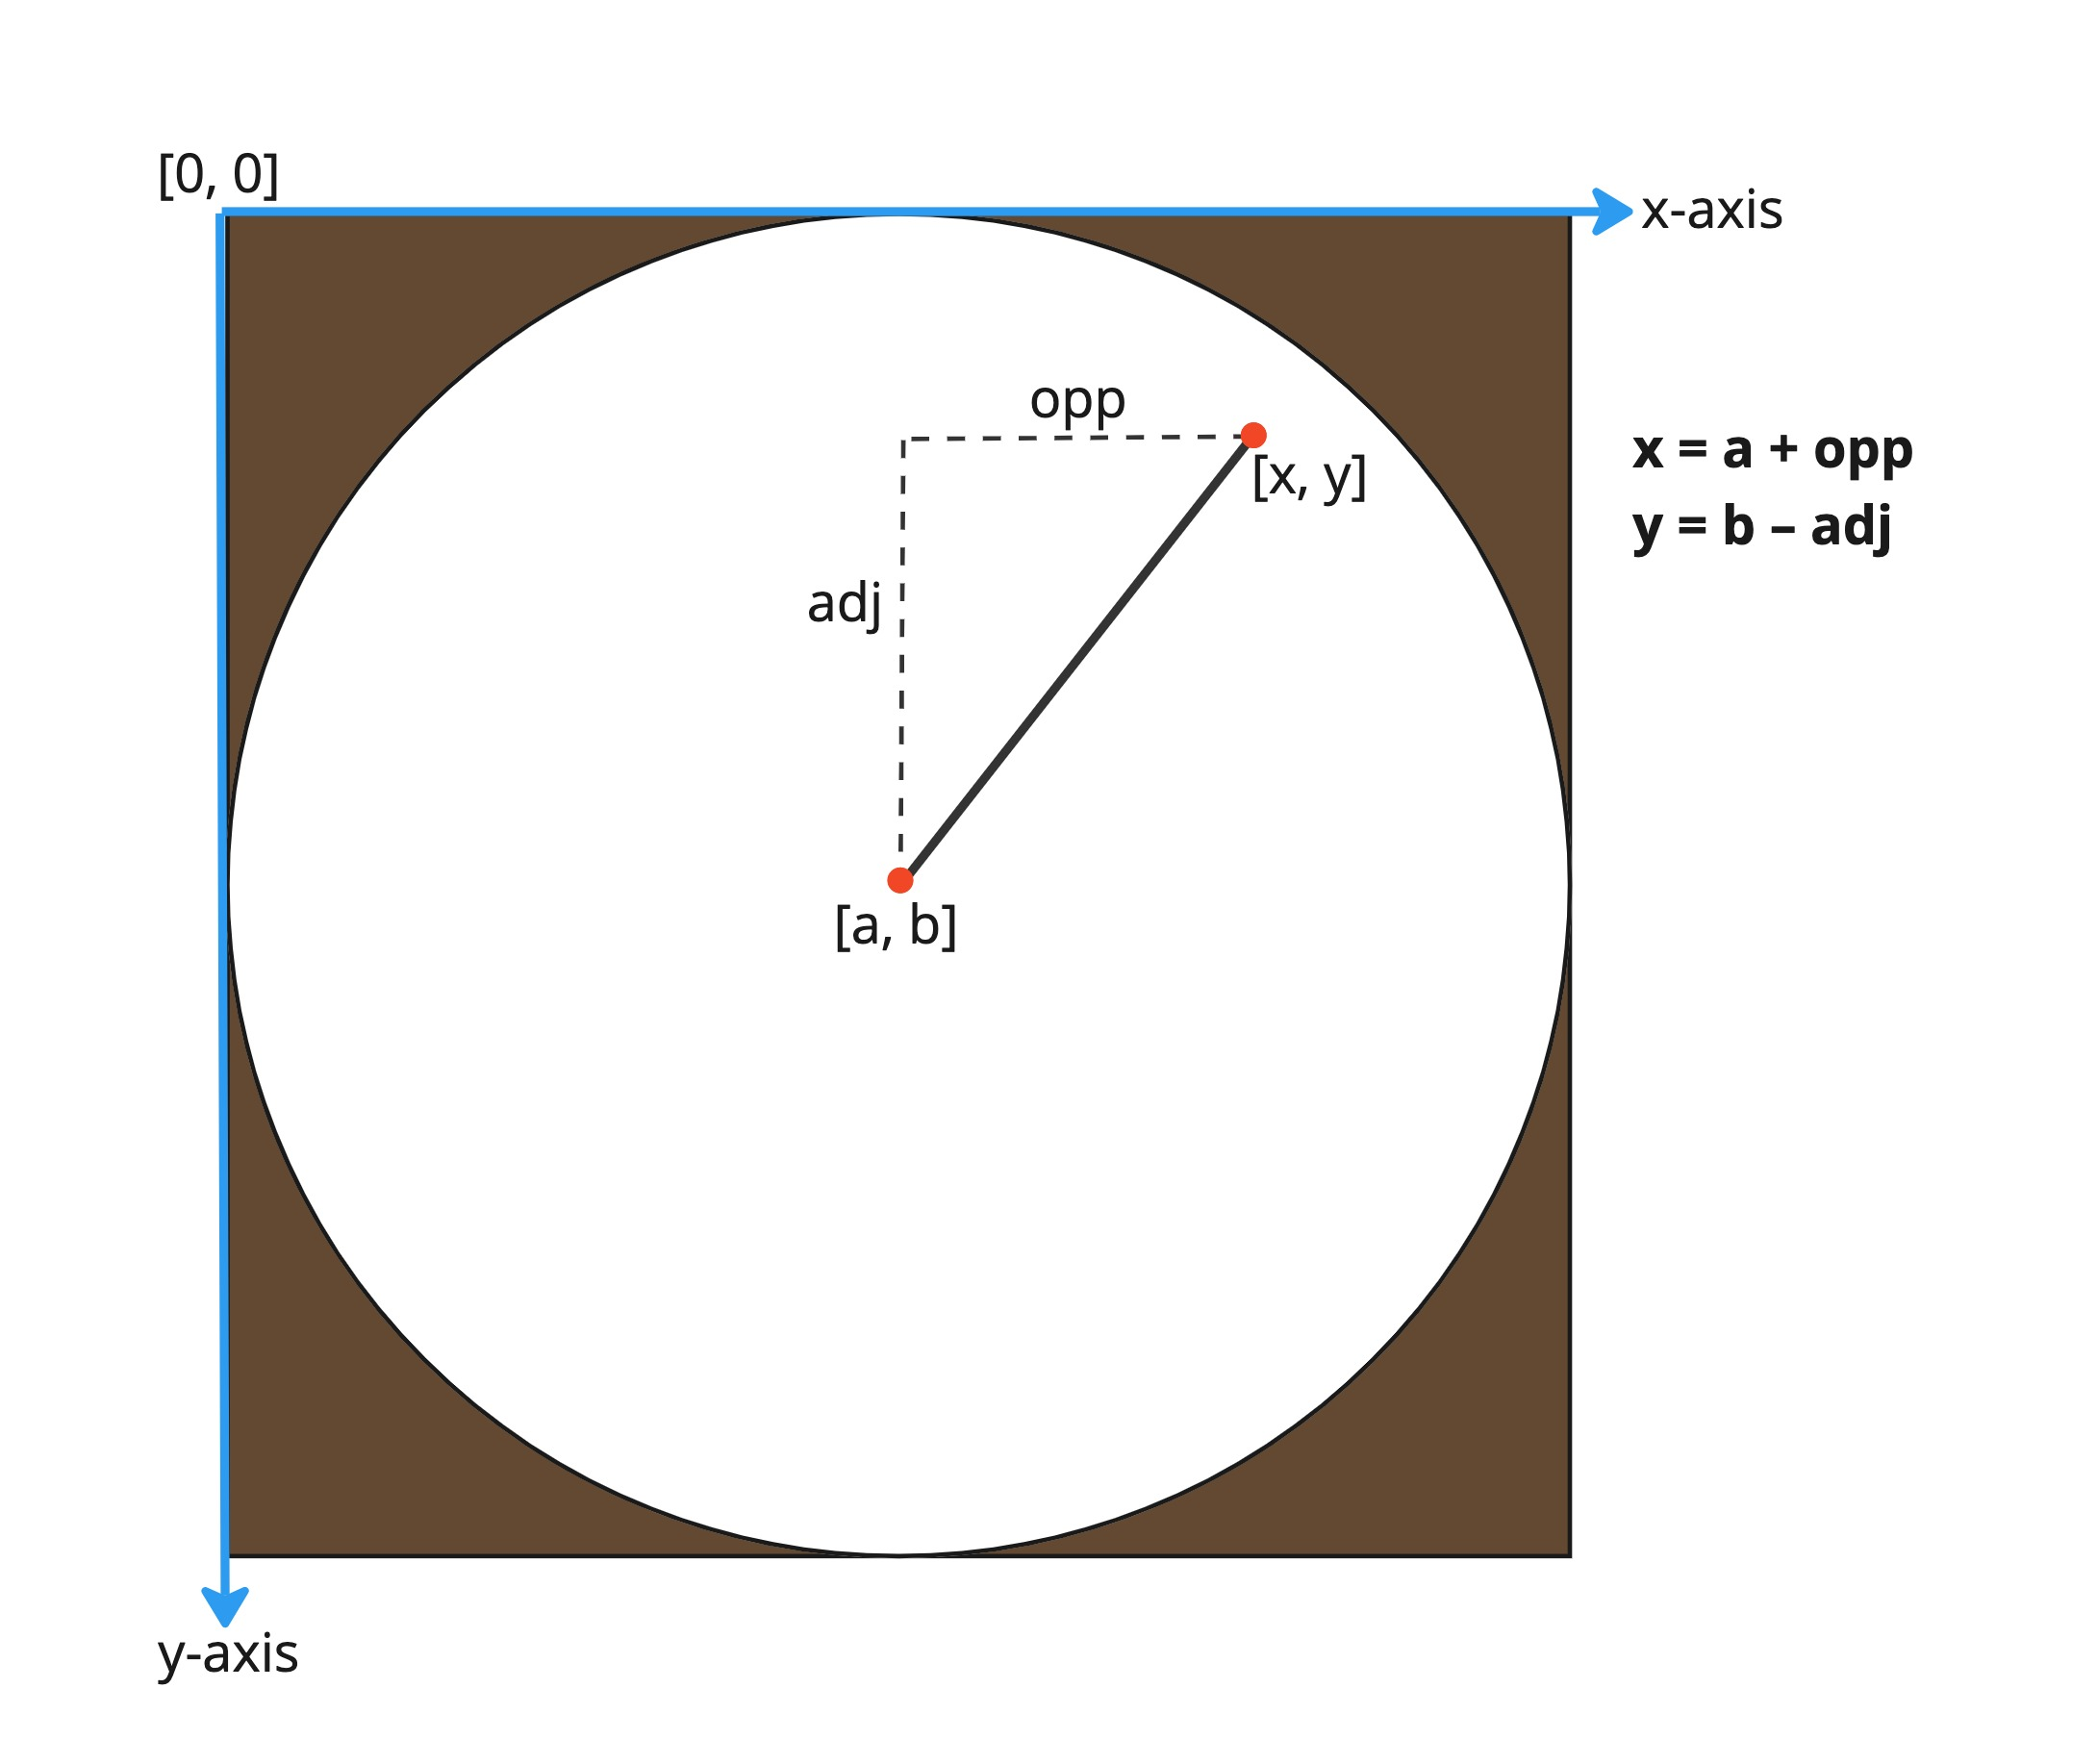 [0, 0]
x-axis
opp
[x, y]
x = a + opp
y = b – adj
adj
[a, b]
y-axis